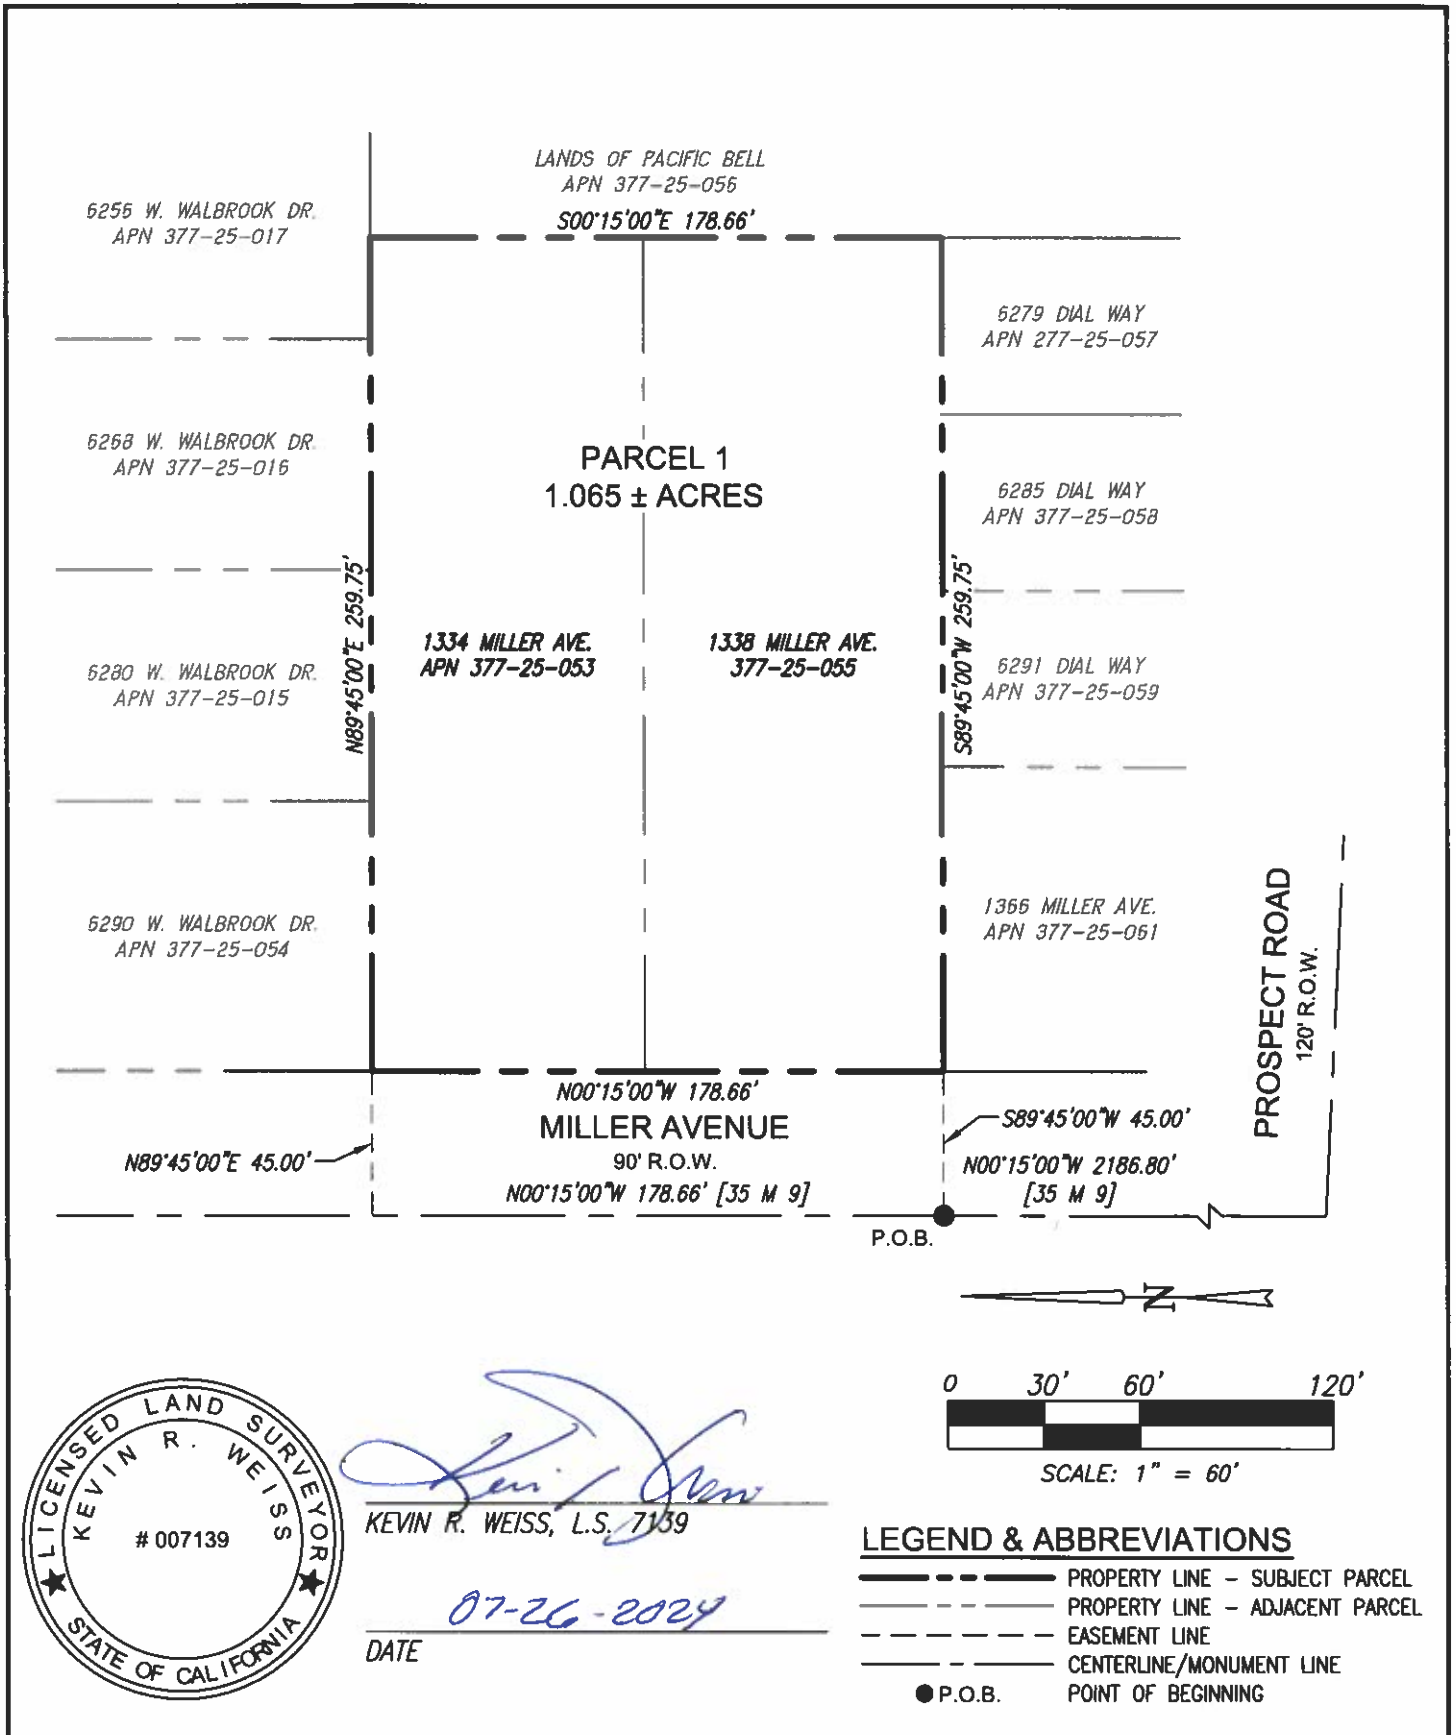 LANDS OF PACIFIC BELL
APN 377-25-056
S00°15'00"E 178.66'
6256 W. WALBROOK DR.
APN 377-25-017
6279 DIAL WAY
APN 277-25-057
6268 W. WALBROOK DR.
APN 377-25-016
PARCEL 1
1.065 ± ACRES
6285 DIAL WAY
APN 377-25-058
N89°45'00"E 259.75'
S89°45'00"W 259.75'
1334 MILLER AVE.
APN 377-25-053
1338 MILLER AVE.
377-25-055
6280 W. WALBROOK DR.
APN 377-25-015
6291 DIAL WAY
APN 377-25-059
6290 W. WALBROOK DR.
APN 377-25-054
1366 MILLER AVE.
APN 377-25-061
PROSPECT ROAD
120' R.O.W.
N00°15'00"W 178.66'
MILLER AVENUE
90' R.O.W.
N00°15'00"W 178.66' [35 M 9]
N89°45'00"E 45.00'
S89°45'00"W 45.00'
N00°15'00"W 2186.80'
[35 M 9]
P.O.B.
N
0 30' 60' 120'
SCALE: 1" = 60'
LICENSED LAND SURVEYOR
KEVIN R. WEISS
# 007139
STATE OF CALIFORNIA
KEVIN R. WEISS, L.S. 7139
07-26-2024
DATE
LEGEND & ABBREVIATIONS
PROPERTY LINE - SUBJECT PARCEL
PROPERTY LINE - ADJACENT PARCEL
EASEMENT LINE
CENTERLINE/MONUMENT LINE
P.O.B. POINT OF BEGINNING